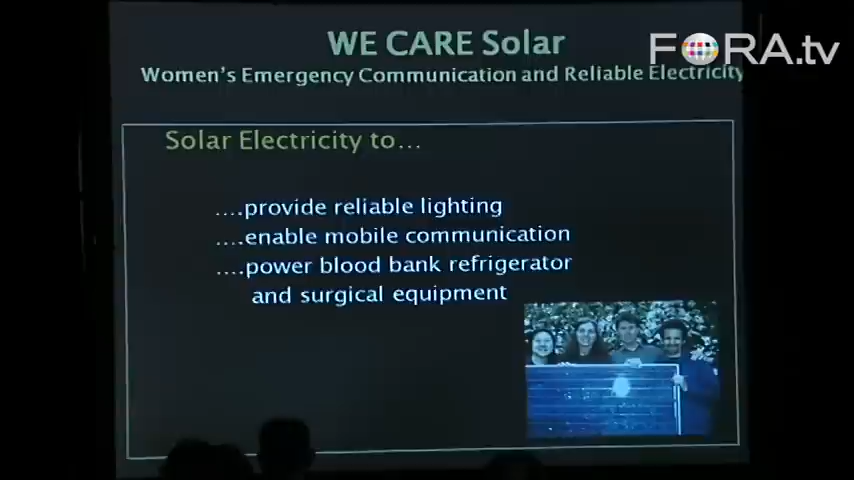 WE CARE Solar
FORA.tv
Women's Emergency Communication and Reliable Electricity
Solar Electricity to...
....provide reliable lighting
....enable mobile communication
....power blood bank refrigerator
and surgical equipment